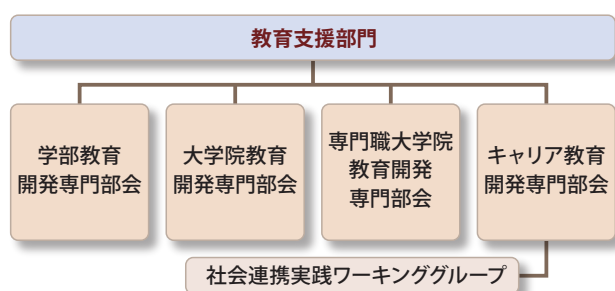 教育支援部門
学部教育
開発専門部会
大学院教育
開発専門部会
専門職大学院
教育開発
専門部会
キャリア教育
開発専門部会
社会連携実践ワーキンググループ